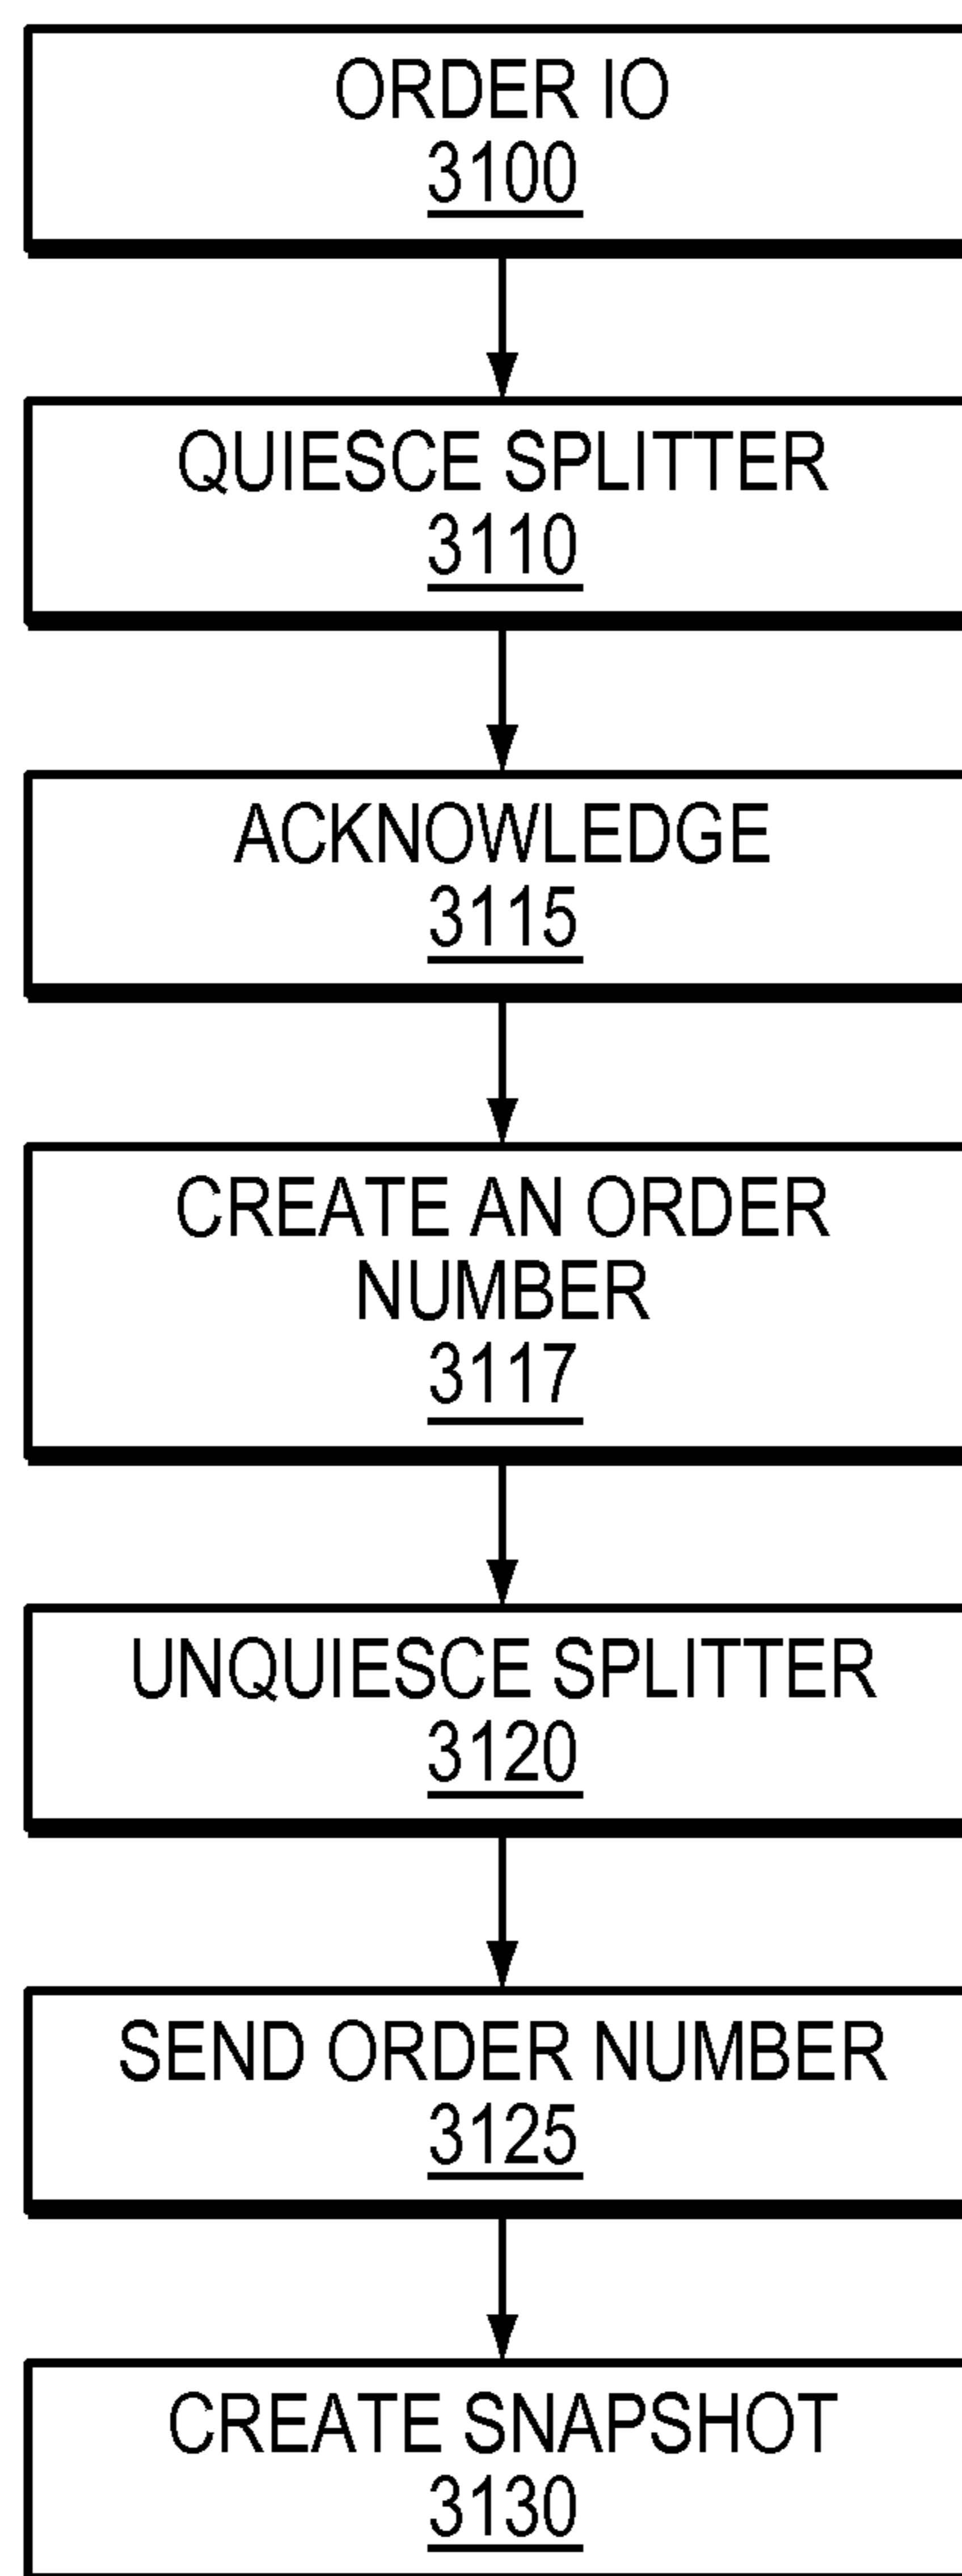 ORDER IO
3100
QUIESCE SPLITTER
3110
ACKNOWLEDGE
3115
CREATE AN ORDER
NUMBER
3117
UNQUIESCE SPLITTER
3120
SEND ORDER NUMBER
3125
CREATE SNAPSHOT
3130